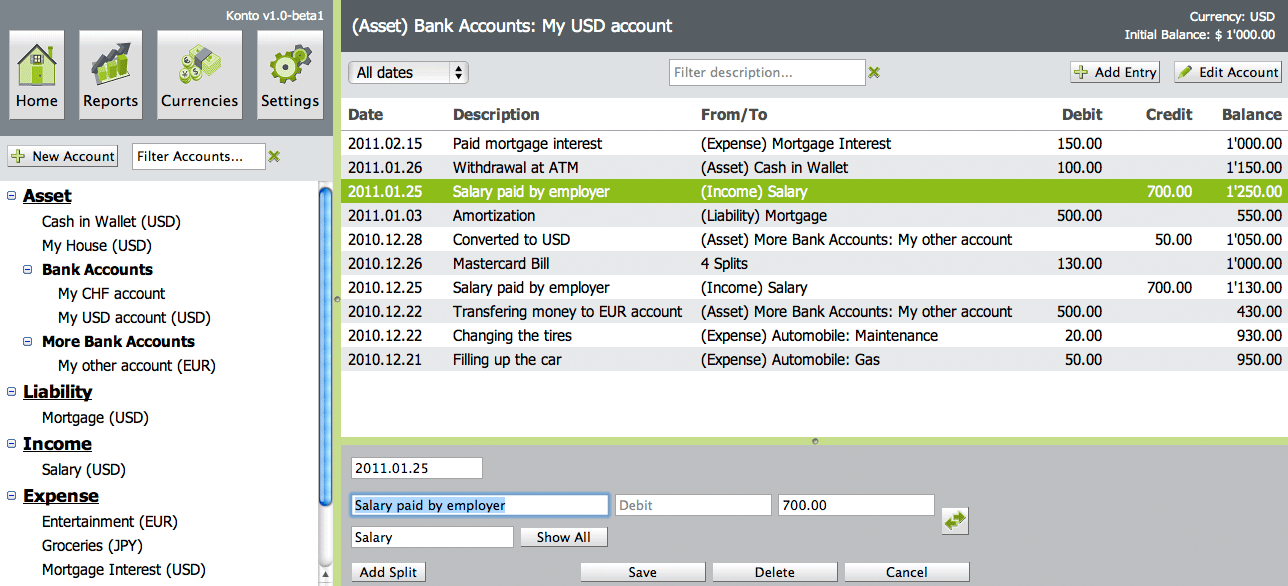 Konto v1.0-beta1
Home Reports Currencies Settings
New Account Filter Accounts...
Asset
Cash in Wallet (USD)
My House (USD)
Bank Accounts
My CHF account
My USD account (USD)
More Bank Accounts
My other account (EUR)
Liability
Mortgage (USD)
Income
Salary (USD)
Expense
Entertainment (EUR)
Groceries (JPY)
Mortgage Interest (USD)
(Asset) Bank Accounts: My USD account
Currency: USD
Initial Balance: $ 1'000.00
All dates Filter description... Add Entry Edit Account
Date Description From/To Debit Credit Balance
2011.02.15 Paid mortgage interest (Expense) Mortgage Interest 150.00 1'000.00
2011.01.26 Withdrawal at ATM (Asset) Cash in Wallet 100.00 1'150.00
2011.01.25 Salary paid by employer (Income) Salary 700.00 1'250.00
2011.01.03 Amortization (Liability) Mortgage 500.00 550.00
2010.12.28 Converted to USD (Asset) More Bank Accounts: My other account 50.00 1'050.00
2010.12.26 Mastercard Bill 4 Splits 130.00 1'000.00
2010.12.25 Salary paid by employer (Income) Salary 700.00 1'130.00
2010.12.22 Transfering money to EUR account (Asset) More Bank Accounts: My other account 500.00 430.00
2010.12.22 Changing the tires (Expense) Automobile: Maintenance 20.00 930.00
2010.12.21 Filling up the car (Expense) Automobile: Gas 50.00 950.00
2011.01.25
Salary paid by employer Debit 700.00
Salary Show All
Add Split Save Delete Cancel